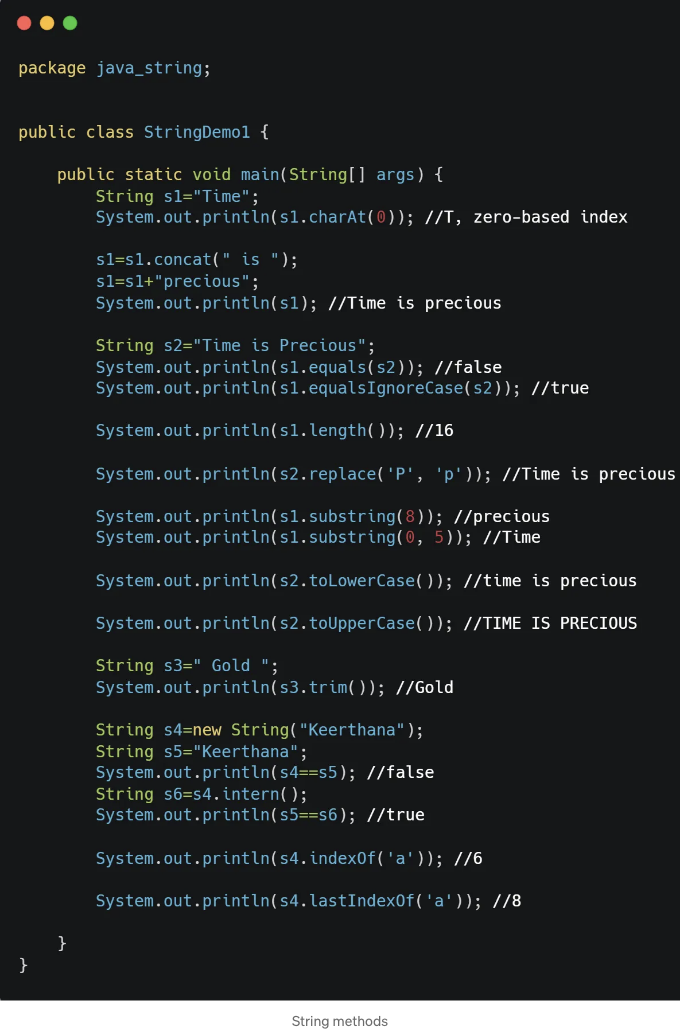 package java_string;
public class StringDemo1 {
public static void main(String[] args) {
String s1="Time";
System.out.println(s1.charAt(0)); //T, zero-based index
s1=s1.concat(" is ");
s1=s1+"precious";
System.out.println(s1); //Time is precious
String s2="Time is Precious";
System.out.println(s1.equals(s2)); //false
System.out.println(s1.equalsIgnoreCase(s2)); //true
System.out.println(s1.length()); //16
System.out.println(s2.replace('P', 'p')); //Time is precious
System.out.println(s1.substring(8)); //precious
System.out.println(s1.substring(0, 5)); //Time
System.out.println(s2.toLowerCase()); //time is precious
System.out.println(s2.toUpperCase()); //TIME IS PRECIOUS
String s3=" Gold ";
System.out.println(s3.trim()); //Gold
String s4=new String("Keerthana");
String s5="Keerthana";
System.out.println(s4==s5); //false
String s6=s4.intern();
System.out.println(s5==s6); //true
System.out.println(s4.indexOf('a')); //6
System.out.println(s4.lastIndexOf('a')); //8
}
}
String methods